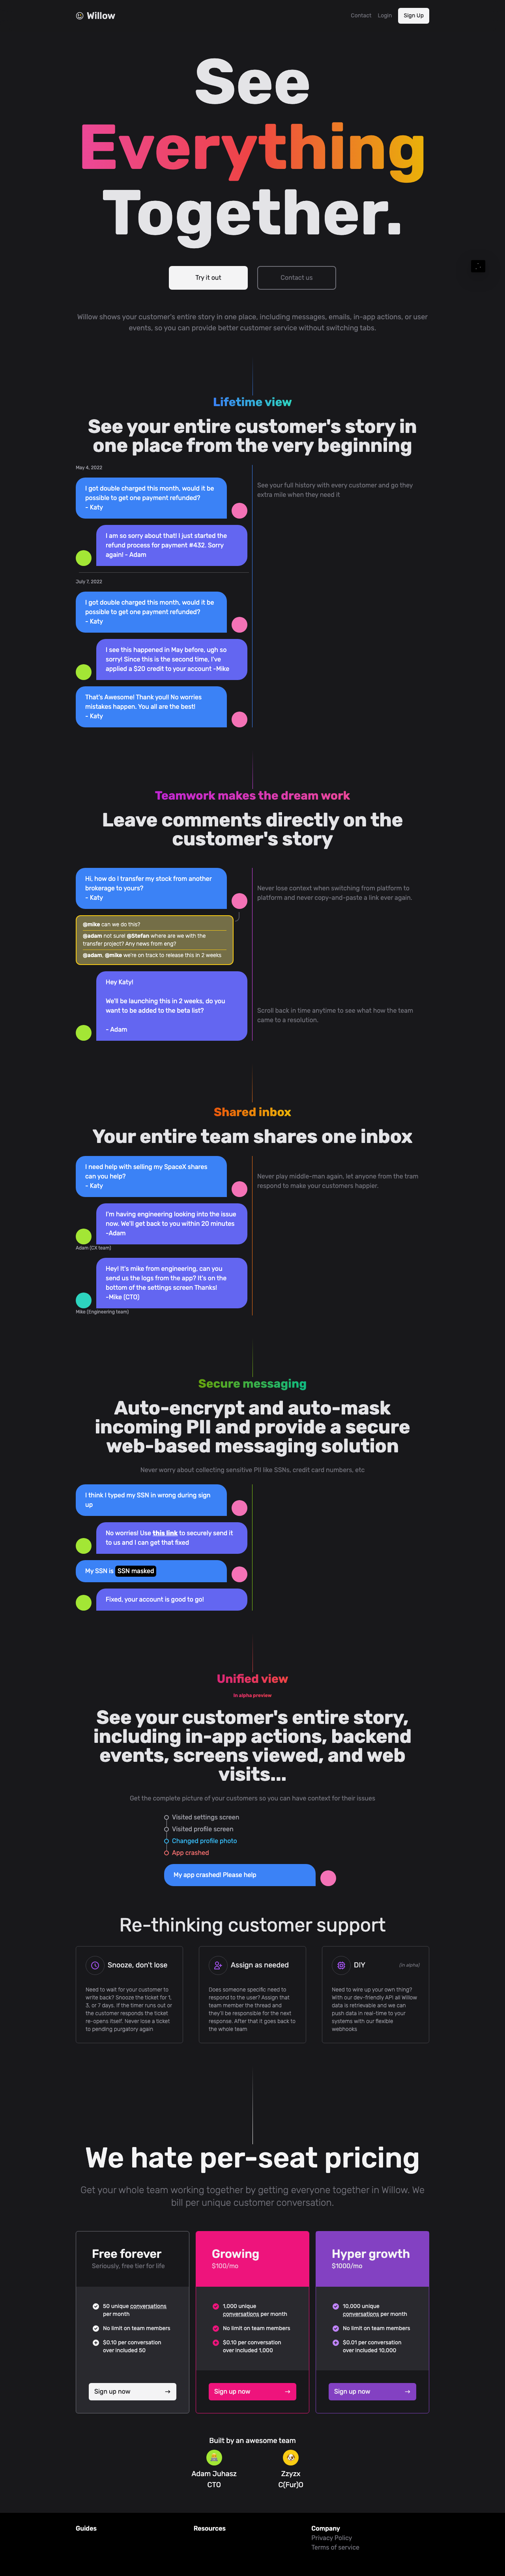 Willow
Contact Login Sign Up
See
Everything
Together.
Try it out
Contact us
Willow shows your customer's entire story in one place, including messages, emails, in-app actions, or user
events, so you can provide better customer service without switching tabs.
Lifetime view
See your entire customer's story in
one place from the very beginning
May 4, 2022
I got double charged this month, would it be
possible to get one payment refunded?
- Katy
See your full history with every customer and go they
extra mile when they need it
I am so sorry about that! I just started the
refund process for payment #432. Sorry
again! - Adam
July 7, 2022
I got double charged this month, would it be
possible to get one payment refunded?
- Katy
I see this happened in May before, ugh so
sorry! Since this is the second time, I've
applied a $20 credit to your account -Mike
That's Awesome! Thank you!! No worries
mistakes happen. You all are the best!
- Katy
Teamwork makes the dream work
Leave comments directly on the
customer's story
Hi, how do I transfer my stock from another
brokerage to yours?
- Katy
Never lose context when switching from platform to
platform and never copy-and-paste a link ever again.
@mike can we do this?
@adam not sure! @Stefan where are we with the
transfer project? Any news from eng?
@adam, @mike we're on track to release this in 2 weeks
Hey Katy!
We'll be launching this in 2 weeks, do you
want to be added to the beta list?
- Adam
Scroll back in time anytime to see what how the team
came to a resolution.
Shared inbox
Your entire team shares one inbox
I need help with selling my SpaceX shares
can you help?
- Katy
Never play middle-man again, let anyone from the tram
respond to make your customers happier.
I'm having engineering looking into the issue
now. We'll get back to you within 20 minutes
-Adam
Adam (CX team)
Hey! It's mike from engineering, can you
send us the logs from the app? It's on the
bottom of the settings screen Thanks!
-Mike (CTO)
Mike (Engineering team)
Secure messaging
Auto-encrypt and auto-mask
incoming PII and provide a secure
web-based messaging solution
Never worry about collecting sensitive PII like SSNs, credit card numbers, etc
I think I typed my SSN in wrong during sign
up
No worries! Use this link to securely send it
to us and I can get that fixed
My SSN is SSN masked
Fixed, your account is good to go!
Unified view
In alpha preview
See your customer's entire story,
including in-app actions, backend
events, screens viewed, and web
visits...
Get the complete picture of your customers so you can have context for their issues
Visited settings screen
Visited profile screen
Changed profile photo
App crashed
My app crashed! Please help
Re-thinking customer support
Snooze, don't lose
Need to wait for your customer to
write back? Snooze the ticket for 1,
3, or 7 days. If the timer runs out or
the customer responds the ticket
re-opens itself. Never lose a ticket
to pending purgatory again
Assign as needed
Does someone specific need to
respond to the user? Assign that
team member the thread and
they'll be responsible for the next
response. After that it goes back to
the whole team
DIY
(in alpha)
Need to wire up your own thing?
With our dev-friendly API all Willow
data is retrievable and we can
push data in real-time to your
systems with our flexible
webhooks
We hate per-seat pricing
Get your whole team working together by getting everyone together in Willow. We
bill per unique customer conversation.
Free forever
Seriously, free tier for life
50 unique conversations
per month
No limit on team members
$0.10 per conversation
over included 50
Sign up now →
Growing
$100/mo
1,000 unique
conversations per month
No limit on team members
$0.10 per conversation
over included 1,000
Sign up now →
Hyper growth
$1000/mo
10,000 unique
conversations per month
No limit on team members
$0.01 per conversation
over included 10,000
Sign up now →
Built by an awesome team
Adam Juhasz
CTO
Zzyzx
C(Fur)O
Guides
Resources
Company
Privacy Policy
Terms of service